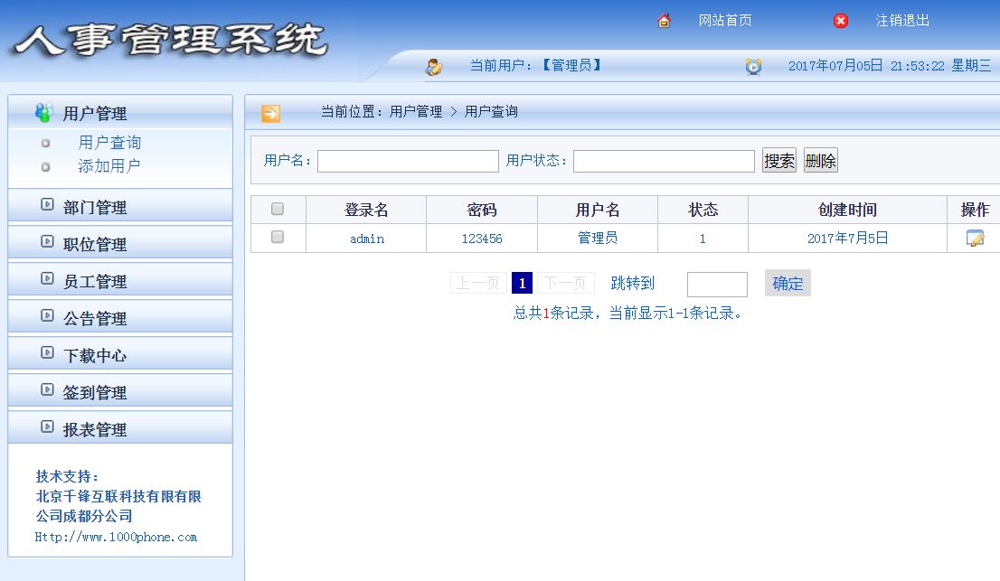 人事管理系统
网站首页 注销退出
当前用户：【管理员】 2017年07月05日 21:53:22 星期三
用户管理
用户查询
添加用户
部门管理
职位管理
员工管理
公告管理
下载中心
签到管理
报表管理
技术支持：
北京千锋互联科技有限有限
公司成都分公司
Http://www.1000phone.com
当前位置：用户管理 > 用户查询
用户名： 用户状态： 搜索 删除
登录名 密码 用户名 状态 创建时间 操作
admin 123456 管理员 1 2017年7月5日
上一页 1 下一页 跳转到 确定
总共1条记录，当前显示1-1条记录。